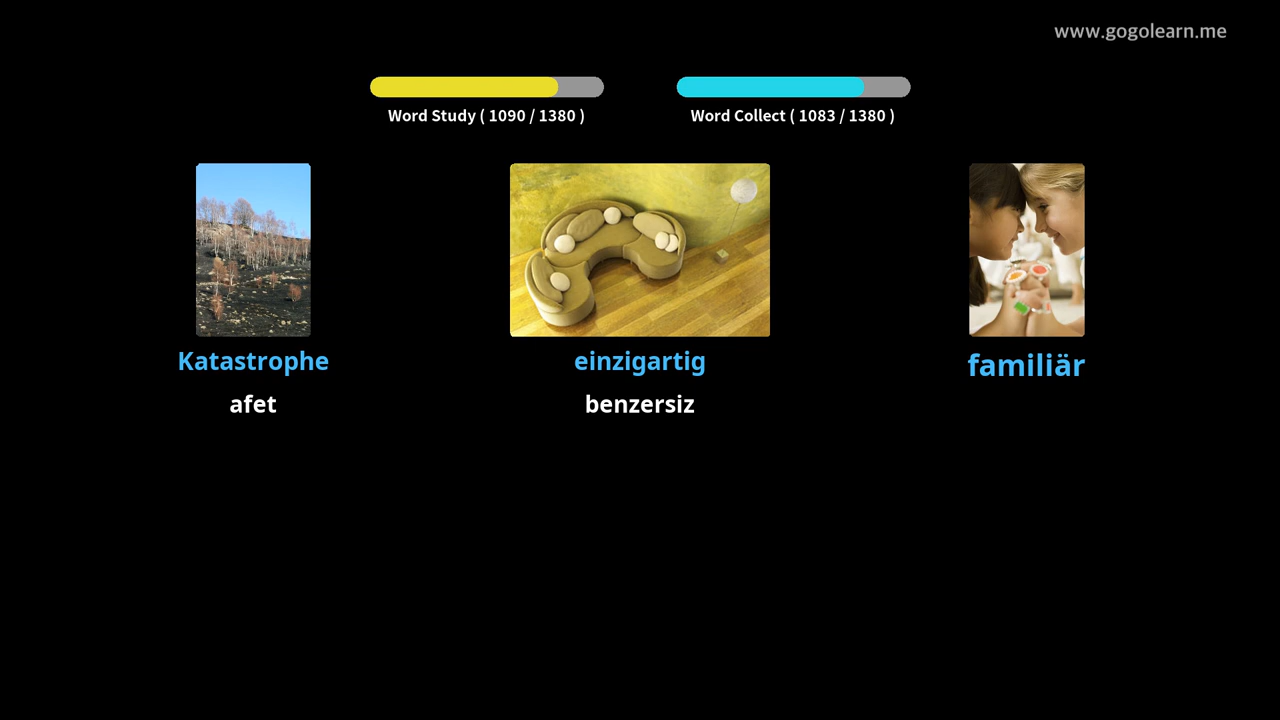 www.gogolearn.me
Word Study ( 1090 / 1380 )
Word Collect ( 1083 / 1380 )
Katastrophe
afet
einzigartig
benzersiz
familiär